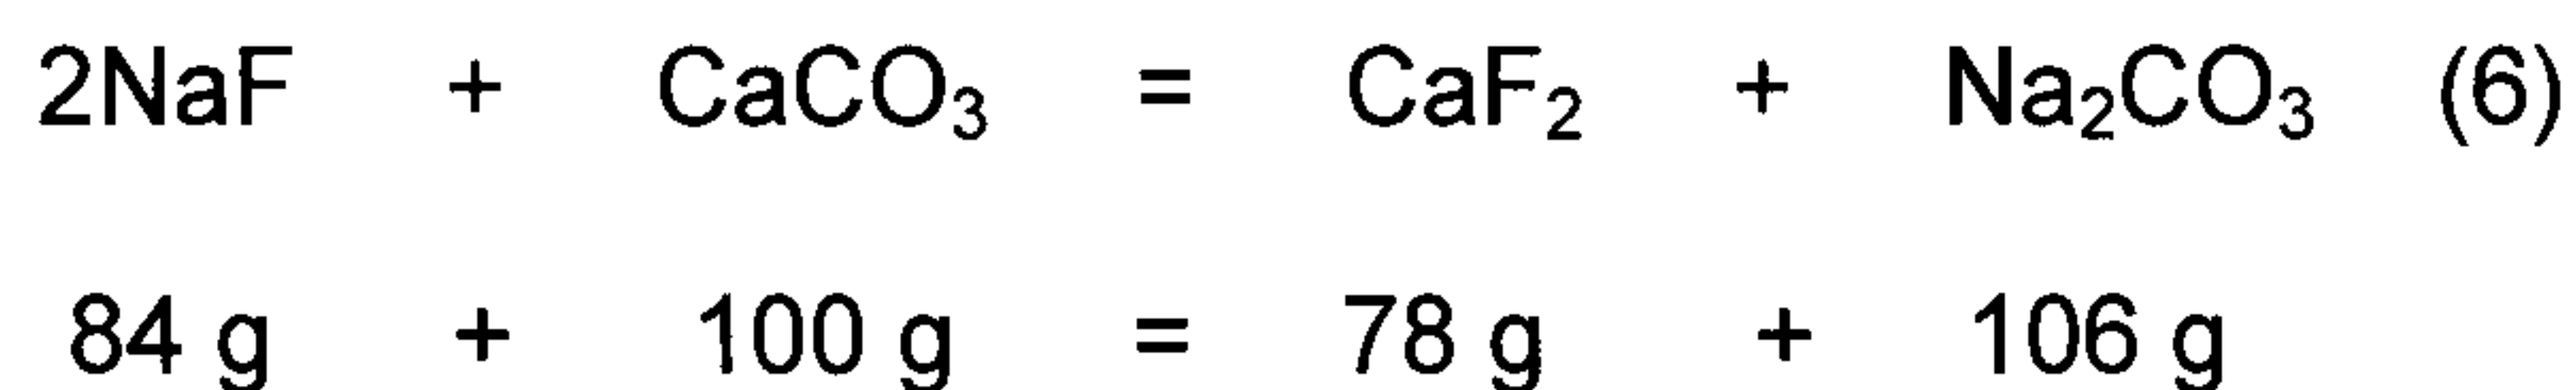 2NaF + CaCO₃ = CaF₂ + Na₂CO₃ (6)
84 g + 100 g = 78 g + 106 g